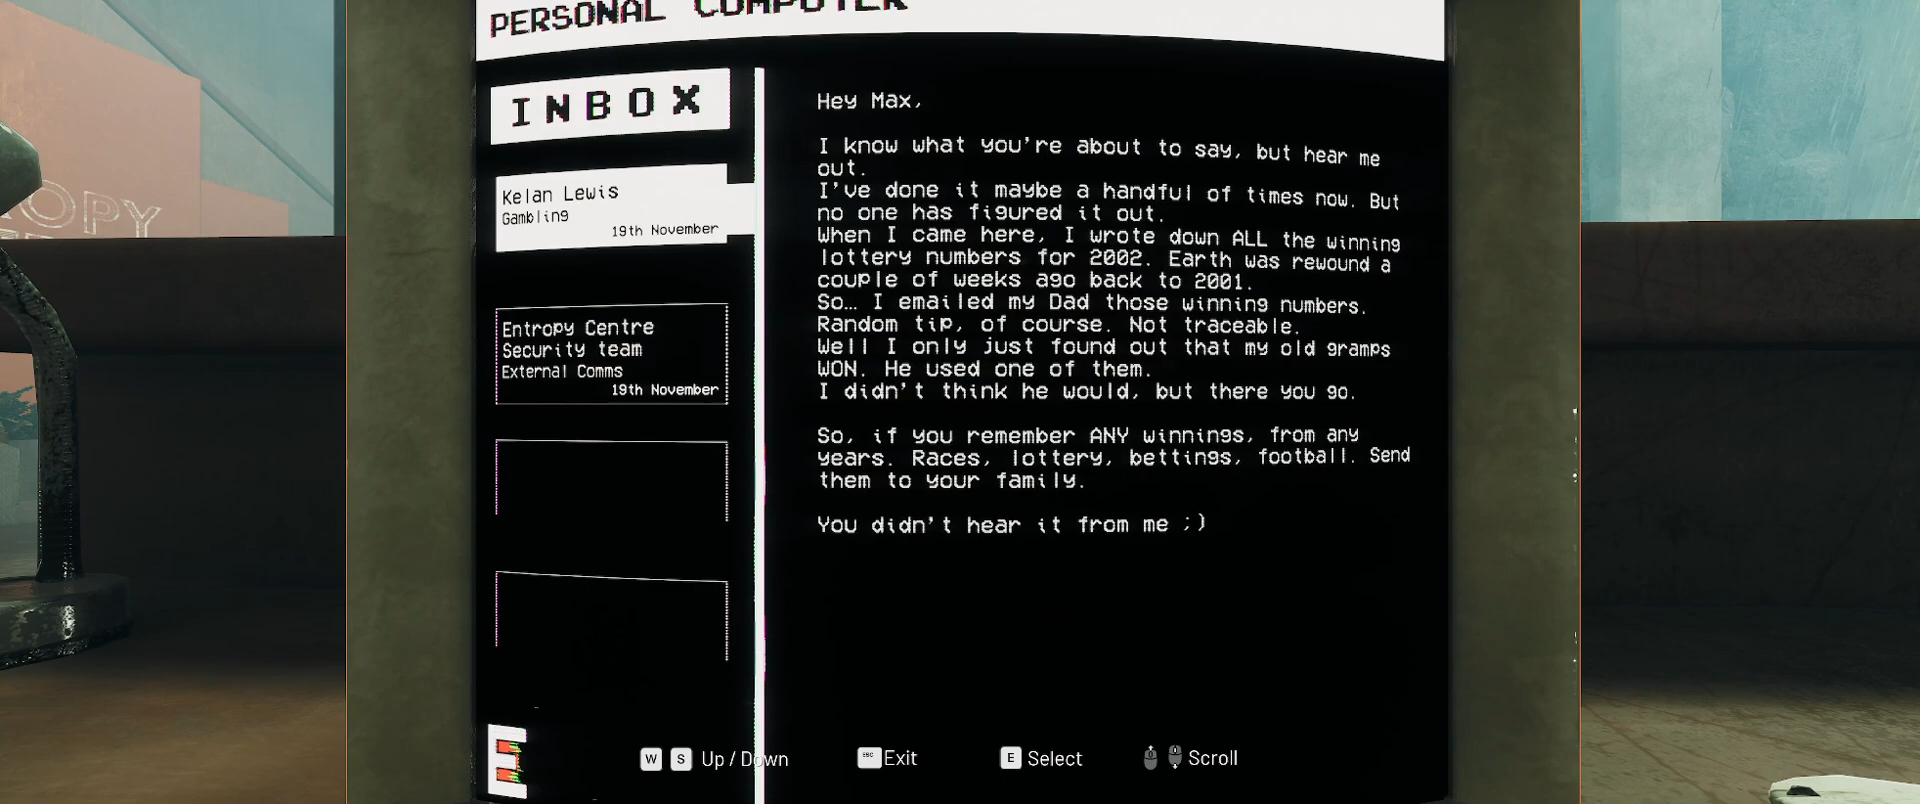 PERSONAL COMPUTER
INBOX
Kelan Lewis
Gambling
19th November
Entropy Centre
Security team
External Comms
19th November
Hey Max,
I know what you're about to say, but hear me
out.
I've done it maybe a handful of times now. But
no one has figured it out.
When I came here, I wrote down ALL the winning
lottery numbers for 2002. Earth was rewound a
couple of weeks ago back to 2001.
So… I emailed my Dad those winning numbers.
Random tip, of course. Not traceable.
Well I only just found out that my old gramps
WON. He used one of them.
I didn't think he would, but there you go.
So, if you remember ANY winnings, from any
years. Races, lottery, bettings, football. Send
them to your family.
You didn't hear it from me ;)
OPY
E
W S Up / Down
ESC Exit
E Select
Scroll